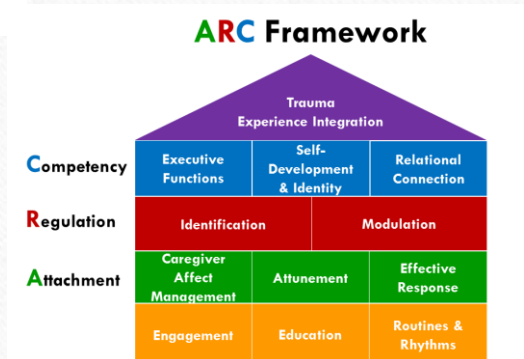 ARC Framework
Trauma
Experience Integration
Competency
Executive
Functions
Self-
Development
& Identity
Relational
Connection
Regulation
Identification
Modulation
Attachment
Caregiver
Affect
Management
Attunement
Effective
Response
Engagement
Education
Routines &
Rhythms